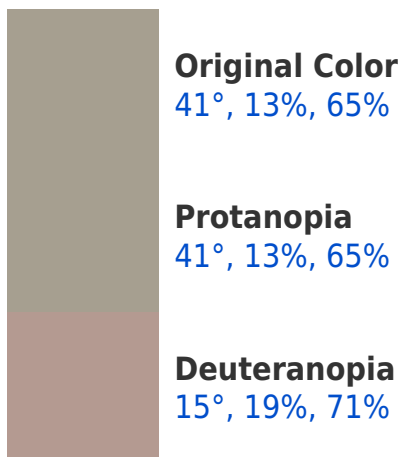 Original Color
41°, 13%, 65%
Protanopia
41°, 13%, 65%
Deuteranopia
15°, 19%, 71%